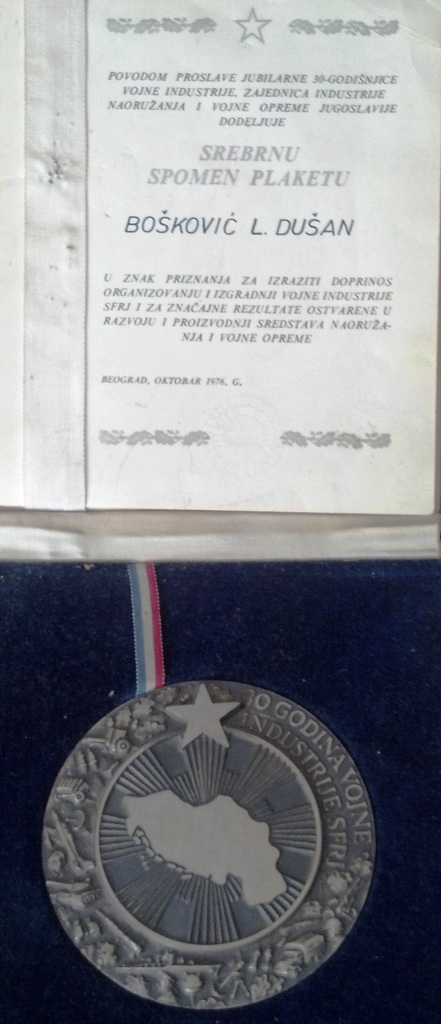 POVODOM PROSLAVE JUBILARNE 30-GODIŠNJICE
VOJNE INDUSTRIJE, ZAJEDNICA INDUSTRIJE
NAORUŽANJA I VOJNE OPREME JUGOSLAVIJE
DODELJUJE
SREBRNU
SPOMEN PLAKETU
BOŠKOVIĆ L. DUŠAN
U ZNAK PRIZNANJA ZA IZRAZITI DOPRINOS
ORGANIZOVANJU I IZGRADNJI VOJNE INDUSTRIJE
SFRJ I ZA ZNAČAJNE REZULTATE OSTVARENE U
RAZVOJU I PROIZVODNJI SREDSTAVA NAORUŽA-
NJA I VOJNE OPREME
BEOGRAD, OKTOBAR 1976. G.
30 GODINA VOJNE
INDUSTRIJE SFRJ